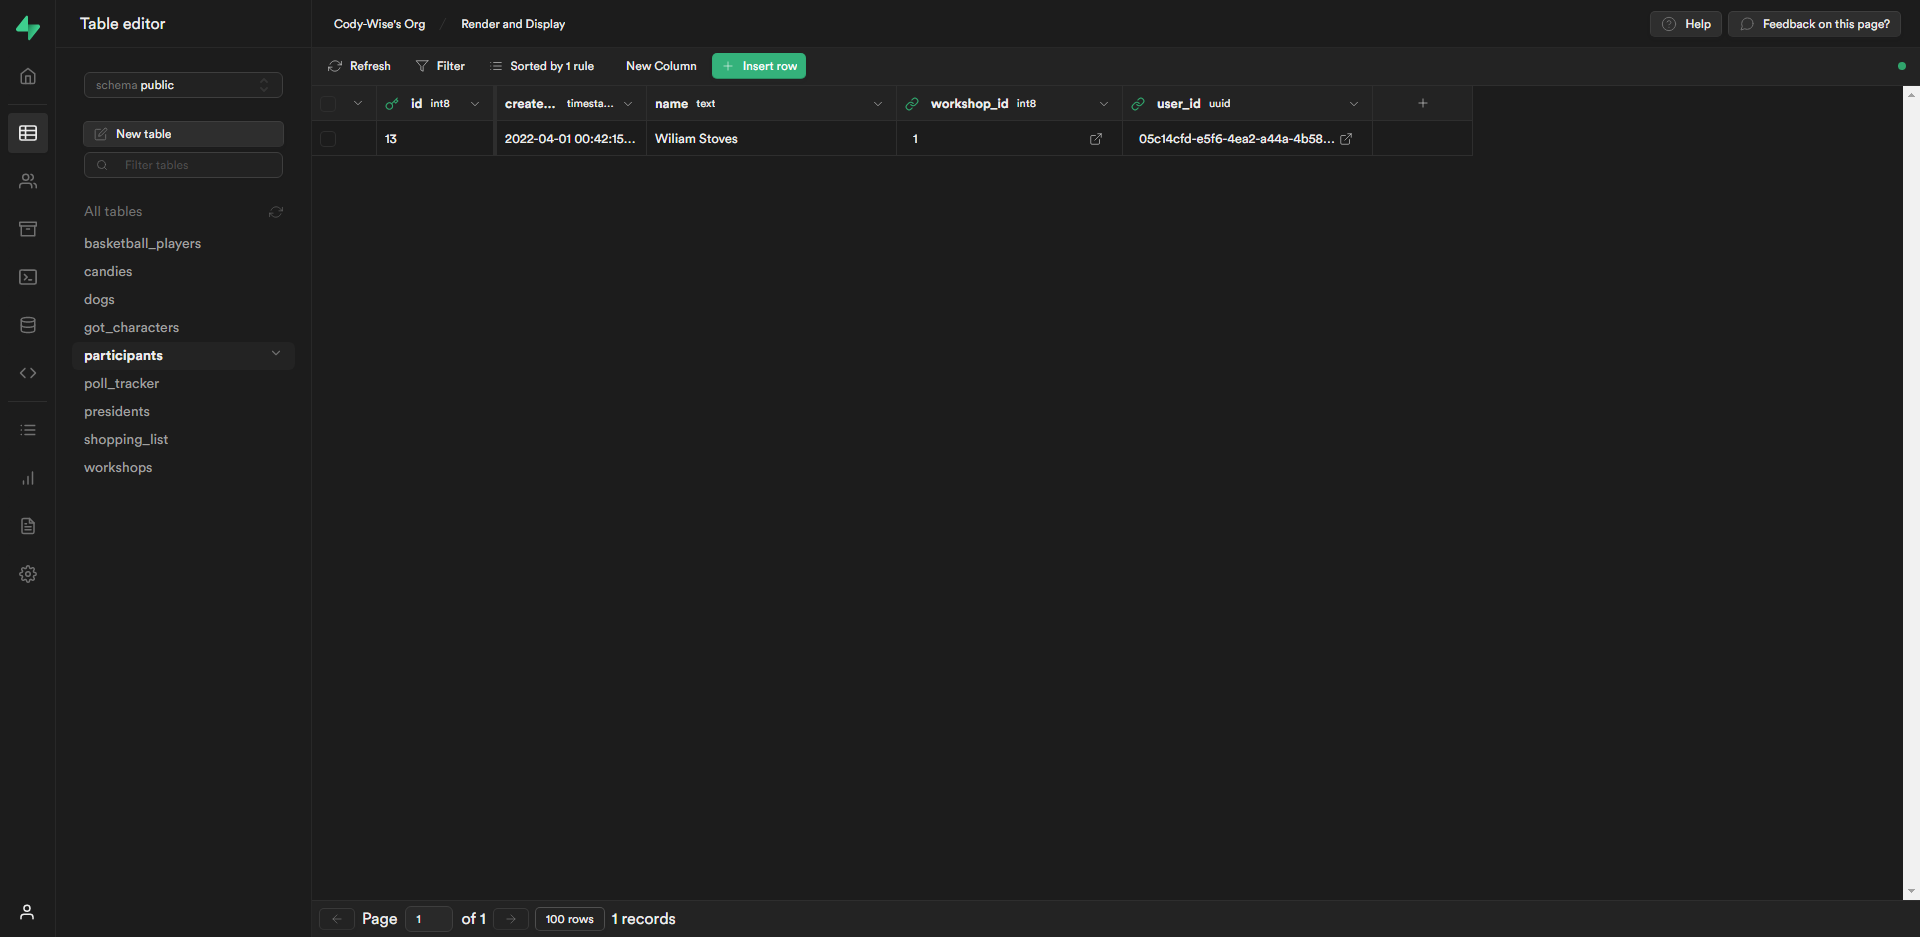 Table editor
Cody-Wise's Org / Render and Display
Help
Feedback on this page?
schema public
Refresh
Filter
Sorted by 1 rule
New Column
Insert row
New table
Filter tables
All tables
basketball_players
candies
dogs
got_characters
participants
poll_tracker
presidents
shopping_list
workshops
id int8
create... timesta...
name text
workshop_id int8
user_id uuid
+
13
2022-04-01 00:42:15...
Wiliam Stoves
1
05c14cfd-e5f6-4ea2-a44a-4b58...
Page 1 of 1
100 rows
1 records